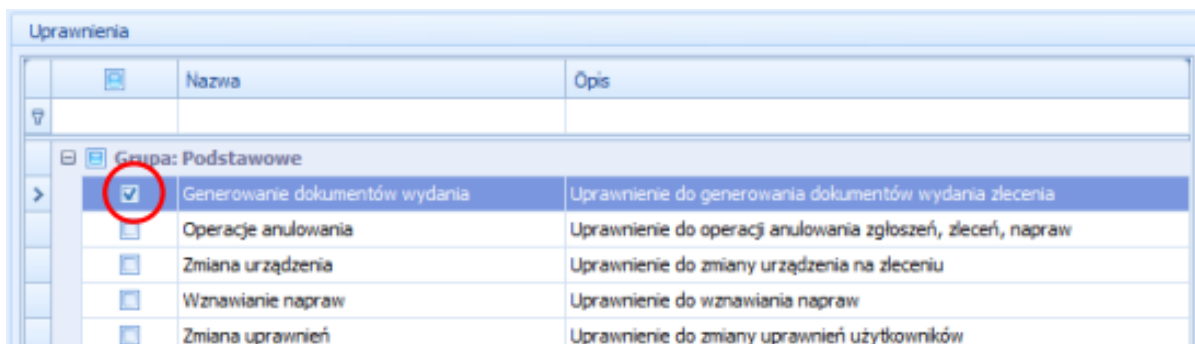 Uprawnienia
Nazwa Opis
Grupa: Podstawowe
Generowanie dokumentów wydania Uprawnienie do generowania dokumentów wydania zlecenia
Operacje anulowania Uprawnienie do operacji anulowania zgłoszeń, zleceń, napraw
Zmiana urządzenia Uprawnienie do zmiany urządzenia na zleceniu
Wznawianie napraw Uprawnienie do wznawiania napraw
Zmiana uprawnień Uprawnienie do zmiany uprawnień użytkowników